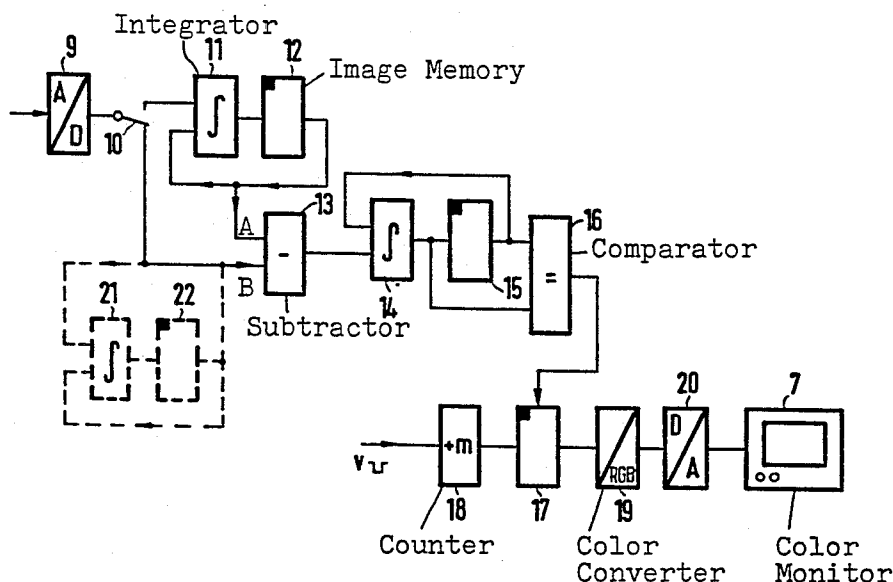 Integrator
9
11
12
Image Memory
A
D
∫
10
13
A
-
B
Subtractor
∫
14
15
16
Comparator
=
21
22
∫
20
7
V
+m
18
17
RGB
19
D
A
Counter
Color
Converter
Color
Monitor